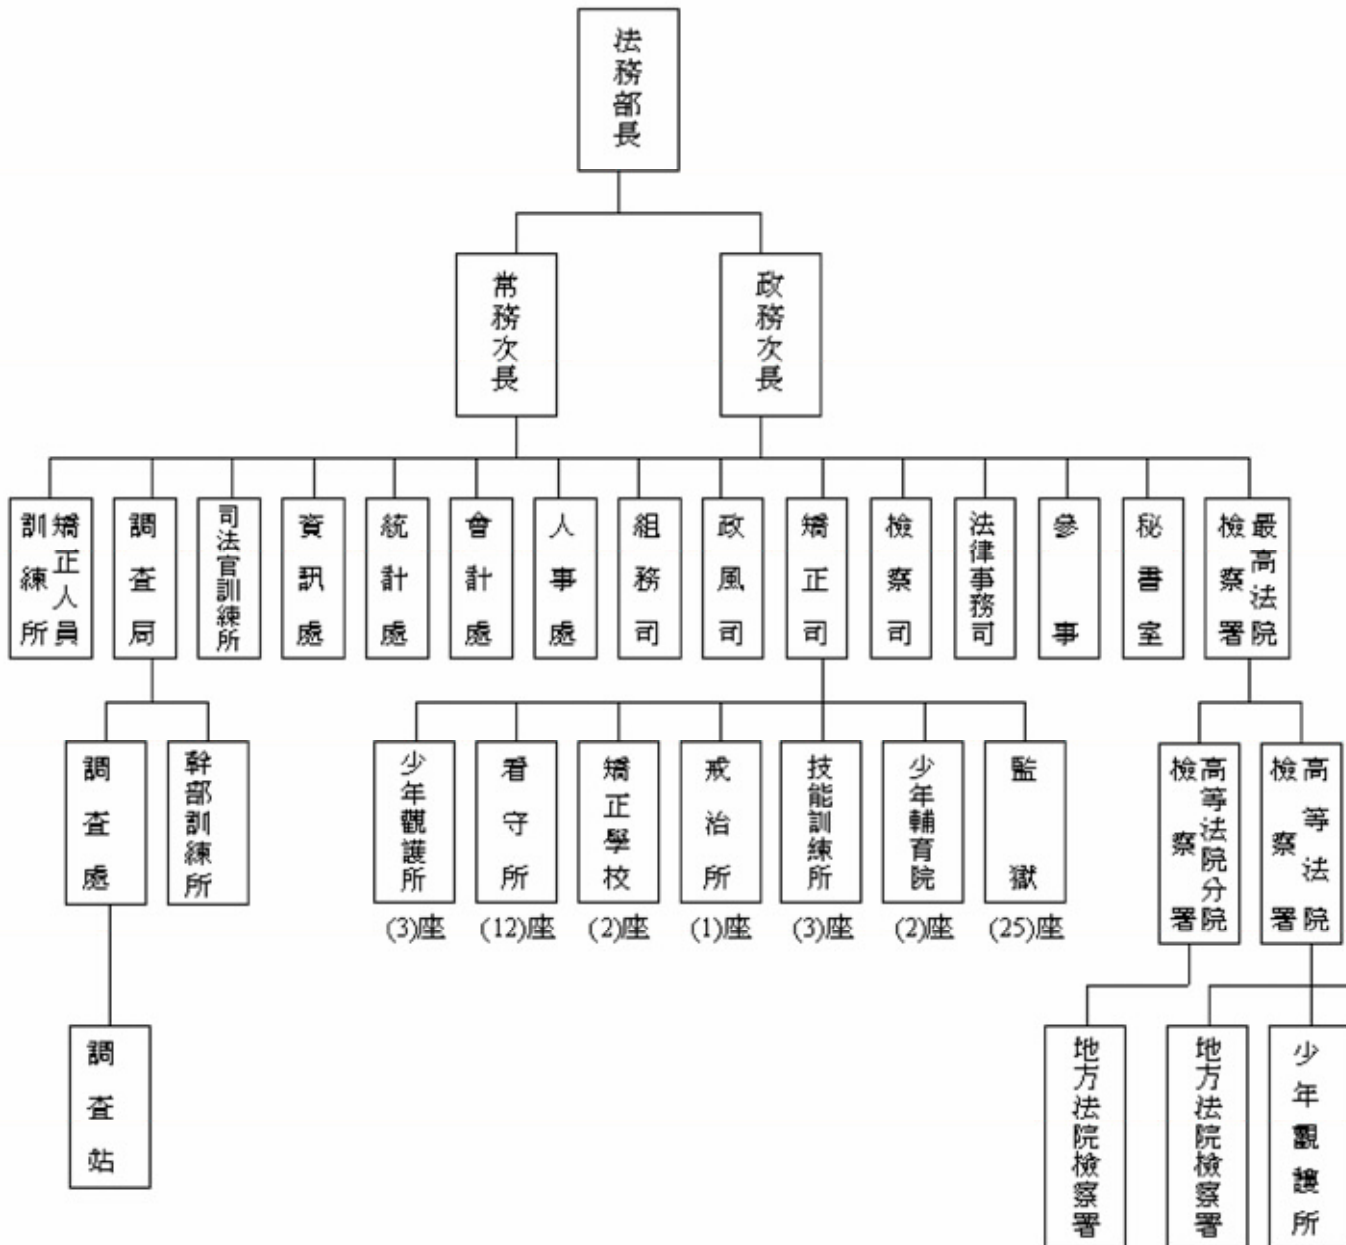 法務部長
常務次長
政務次長
矯正人員訓練所
調查局
司法官訓練所
資訊處
統計處
會計處
人事處
組務司
政風司
矯正司
檢察司
法律事務司
參事
秘書室
最高法院檢察署
調查處
幹部訓練所
少年觀護所
看守所
矯正學校
戒治所
技能訓練所
少年輔育院
監獄
高等法院分院檢察署
高等法院檢察署
(3)座
(12)座
(2)座
(1)座
(3)座
(2)座
(25)座
調查站
地方法院檢察署
地方法院檢察署
少年觀護所